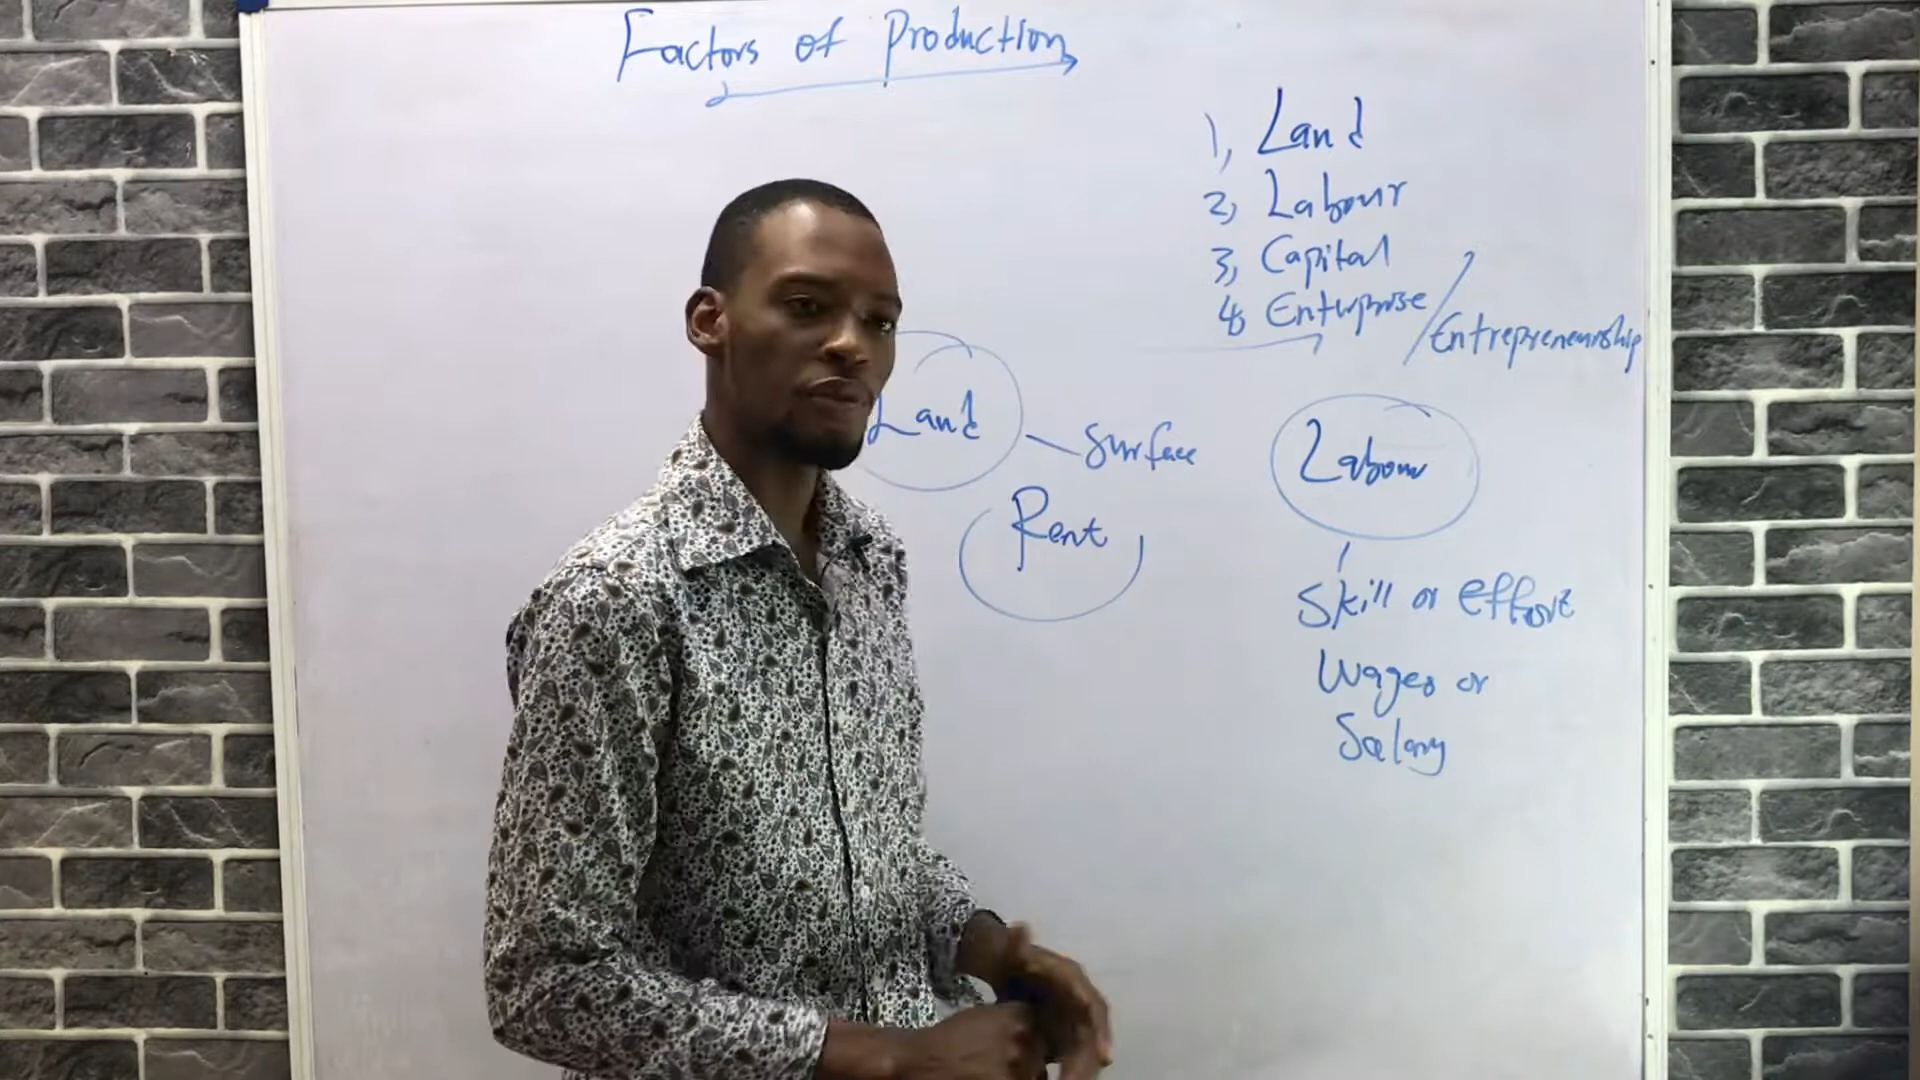 Factors of Production
1, Land
2, Labour
3, Capital
4, Enterprise / Entrepreneurship
Land
Surface
Rent
Labour
Skill or effort
Wages or
Salary